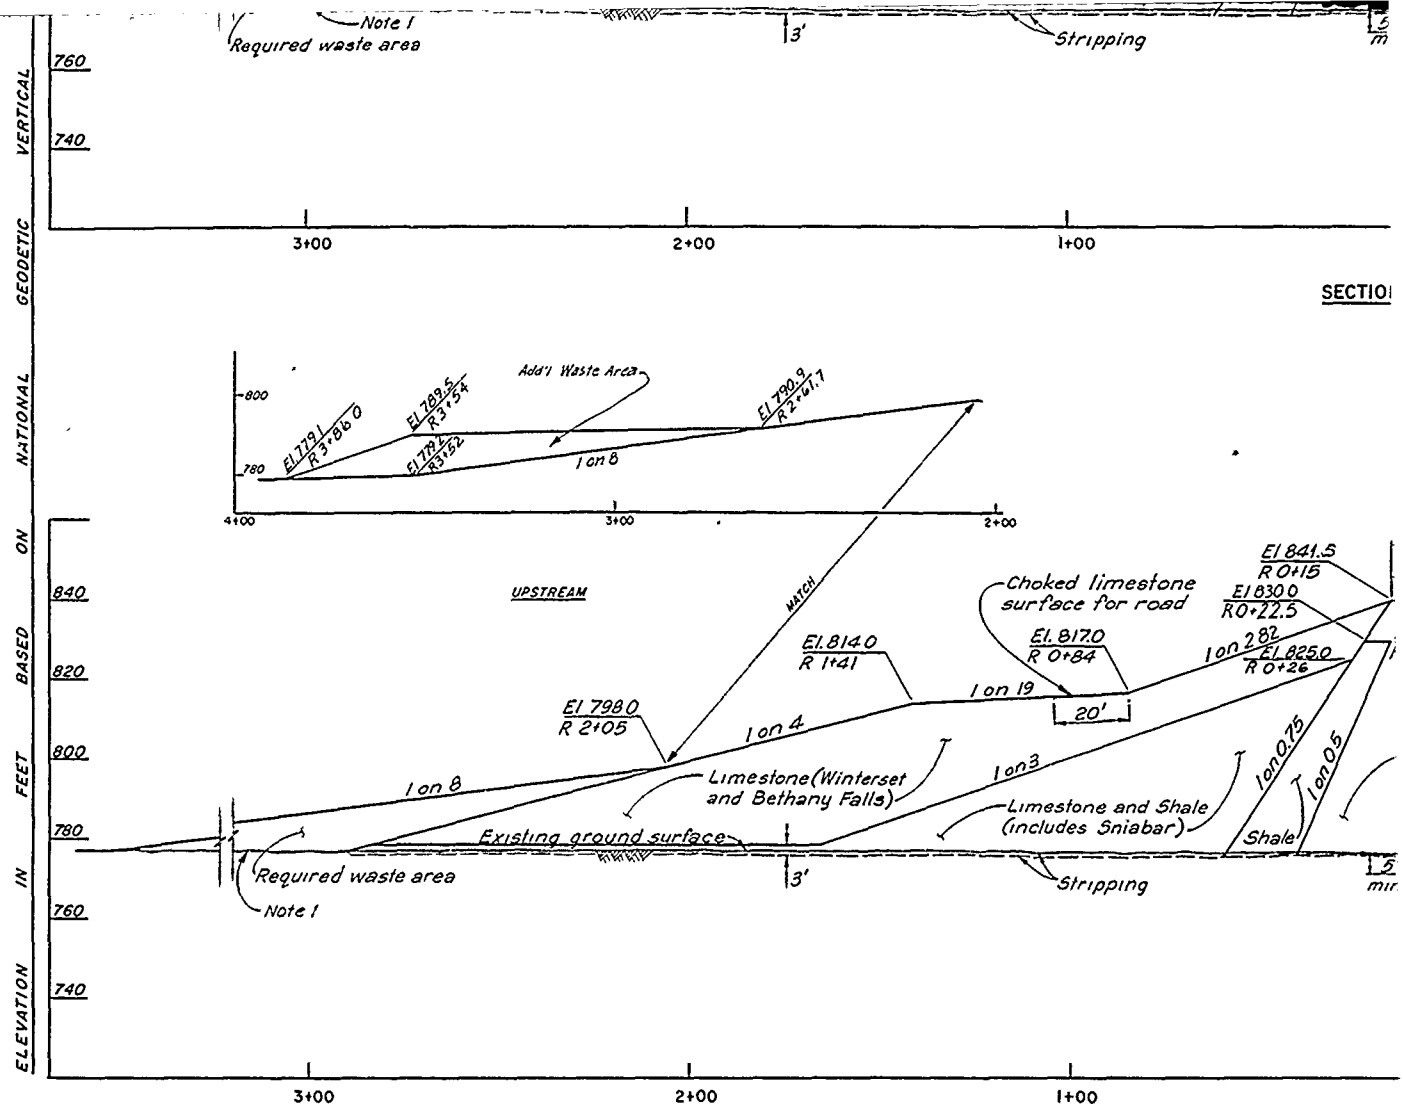 Note 1
Required waste area
3'
Stripping
5
m
760
740
3+00
2+00
1+00
SECTIO
ELEVATION IN FEET BASED ON NATIONAL GEODETIC VERTICAL
800
780
El. 779.1
R 3+86.0
El 789.5
R 3+54
El 779.2
R 3+52
Add'l Waste Area
El 790.9
R 2+61.7
1 on 8
4+00
3+00
2+00
MATCH
UPSTREAM
840
820
800
780
760
740
El 841.5
R 0+15
El 830 0
R0+22.5
El. 825.0
R 0+26
Choked limestone
surface for road
El. 817.0
R 0+84
El. 814.0
R 1+41
El 798.0
R 2+05
1 on 2.82
1 on 19
20'
1 on 4
1 on 8
1 on 3
1 on 0.75
1 on 0.5
Limestone (Winterset
and Bethany Falls)
Limestone and Shale
(includes Sniabar)
Shale
Existing ground surface
Required waste area
Note 1
3'
Stripping
5
min
3+00
2+00
1+00